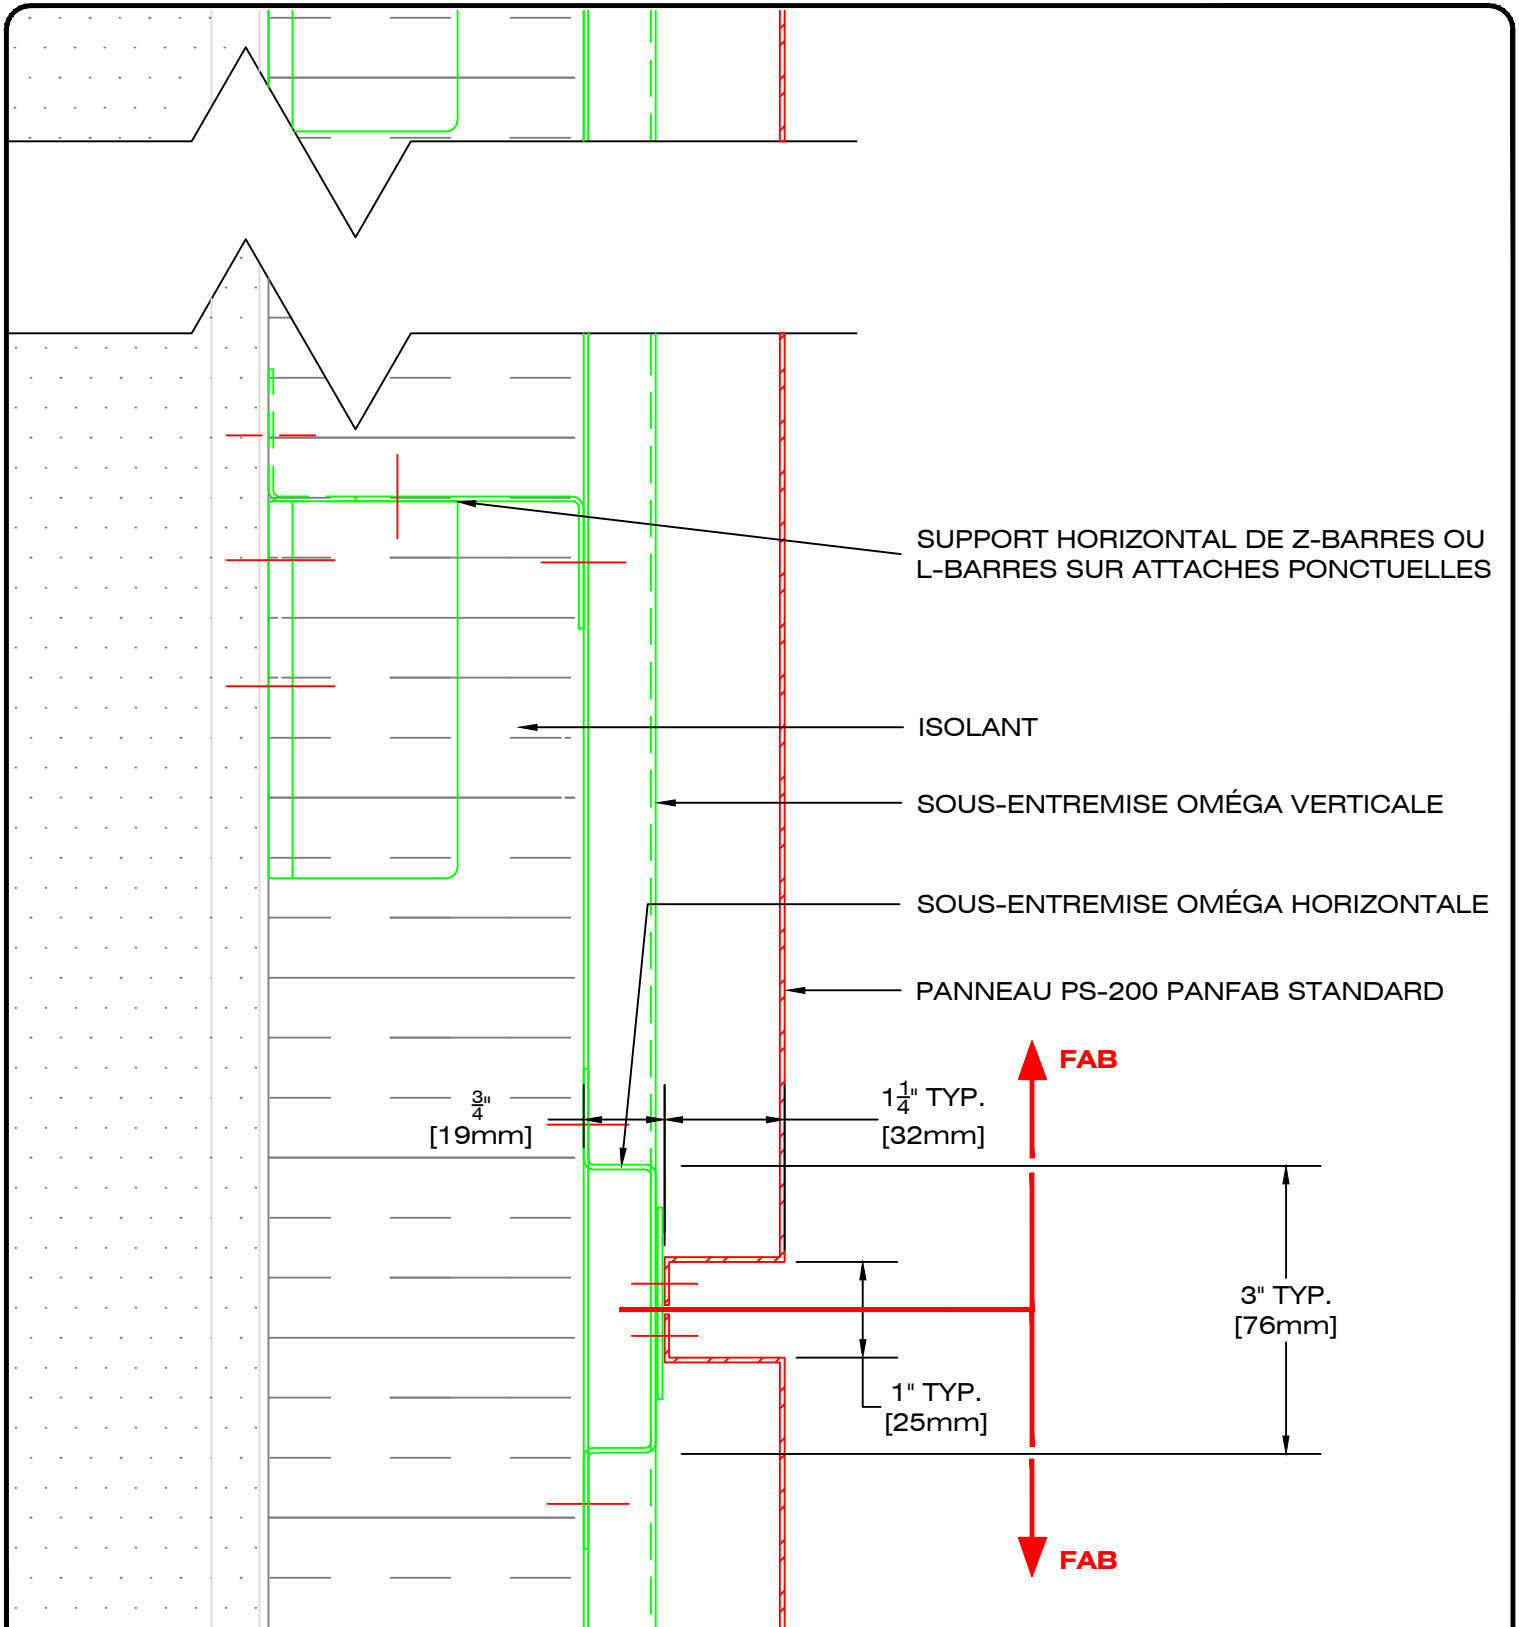 SUPPORT HORIZONTAL DE Z-BARRES OU
L-BARRES SUR ATTACHES PONCTUELLES
ISOLANT
SOUS-ENTREMISE OMÉGA VERTICALE
SOUS-ENTREMISE OMÉGA HORIZONTALE
PANNEAU PS-200 PANFAB STANDARD
FAB
3/4"
[19mm]
1 1/4" TYP.
[32mm]
3" TYP.
[76mm]
1" TYP.
[25mm]
FAB